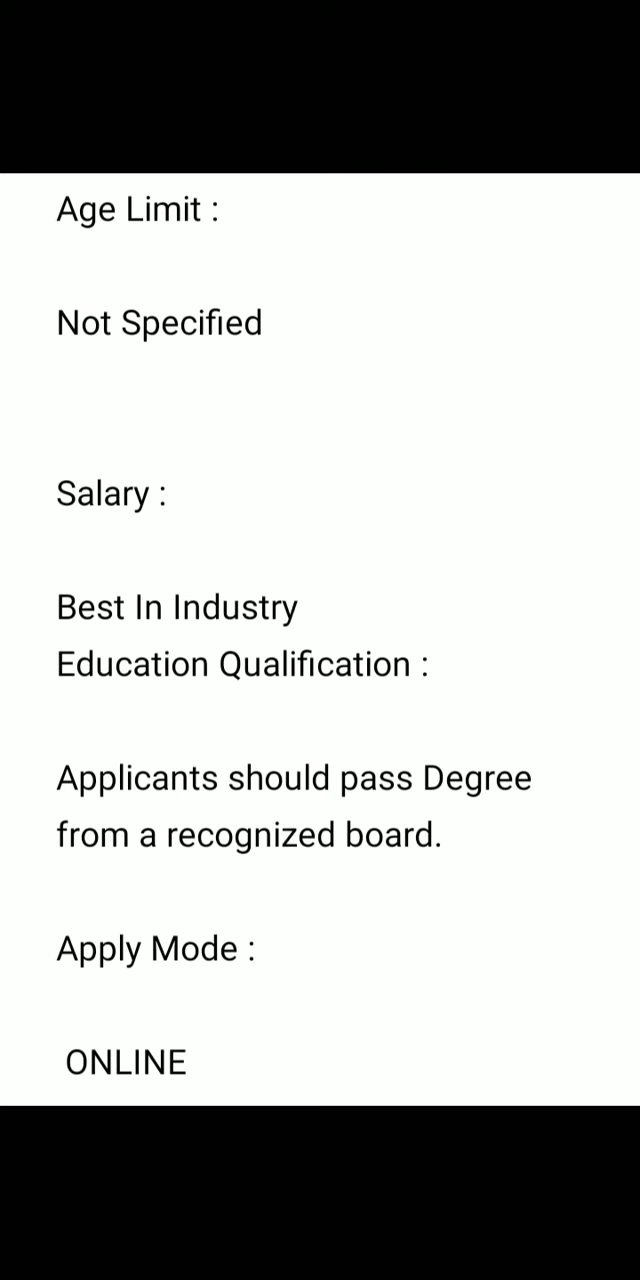 Age Limit :
Not Specified
Salary :
Best In Industry
Education Qualification :
Applicants should pass Degree
from a recognized board.
Apply Mode :
ONLINE